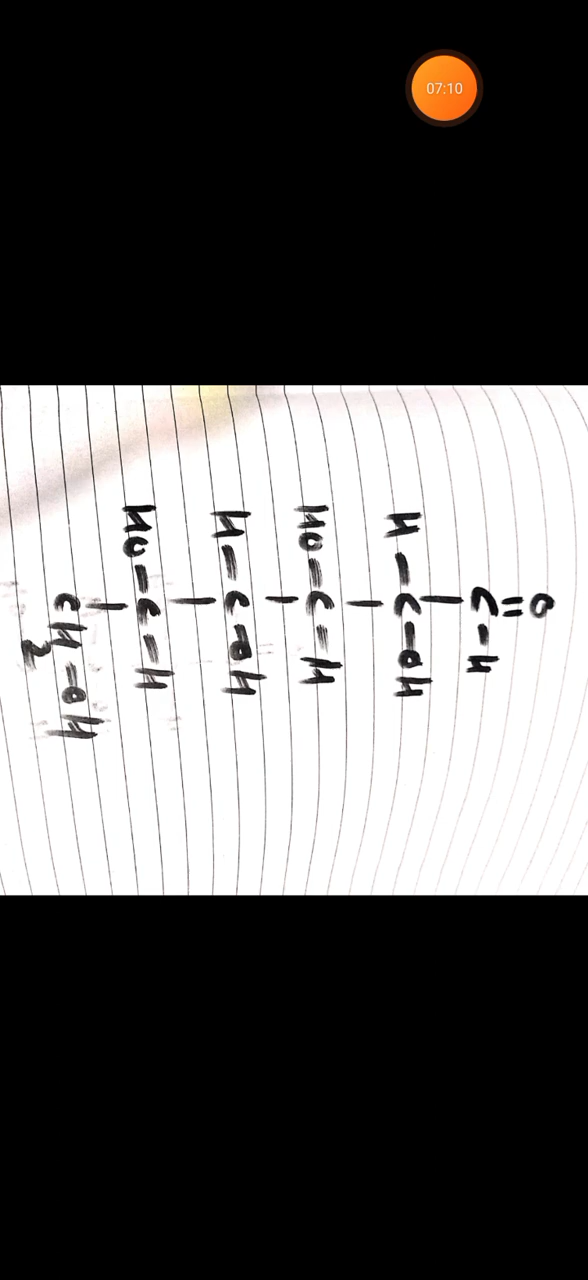 07:10
O
||
C-H
|
H-C-OH
|
HO-C-H
|
H-C-OH
|
HO-C-H
|
CH2-OH